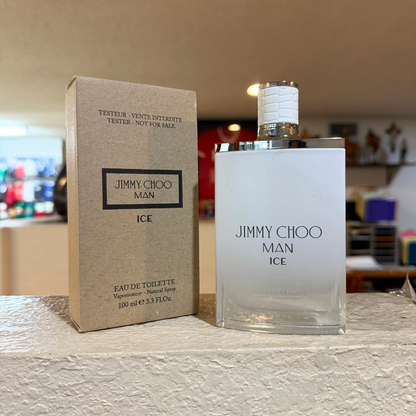 TESTEUR - VENTE INTERDITE
TESTER - NOT FOR SALE
JIMMY CHOO
MAN
ICE
EAU DE TOILETTE
Vaporisateur - Natural Spray
100 ml e 3.3 FL.Oz.
JIMMY CHOO
MAN
ICE